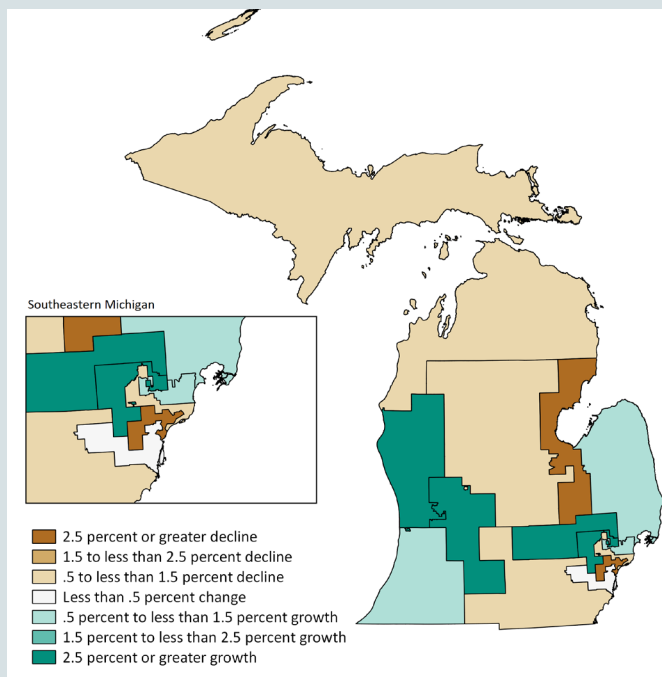 Southeastern Michigan
2.5 percent or greater decline
1.5 to less than 2.5 percent decline
.5 to less than 1.5 percent decline
Less than .5 percent change
.5 percent to less than 1.5 percent growth
1.5 percent to less than 2.5 percent growth
2.5 percent or greater growth